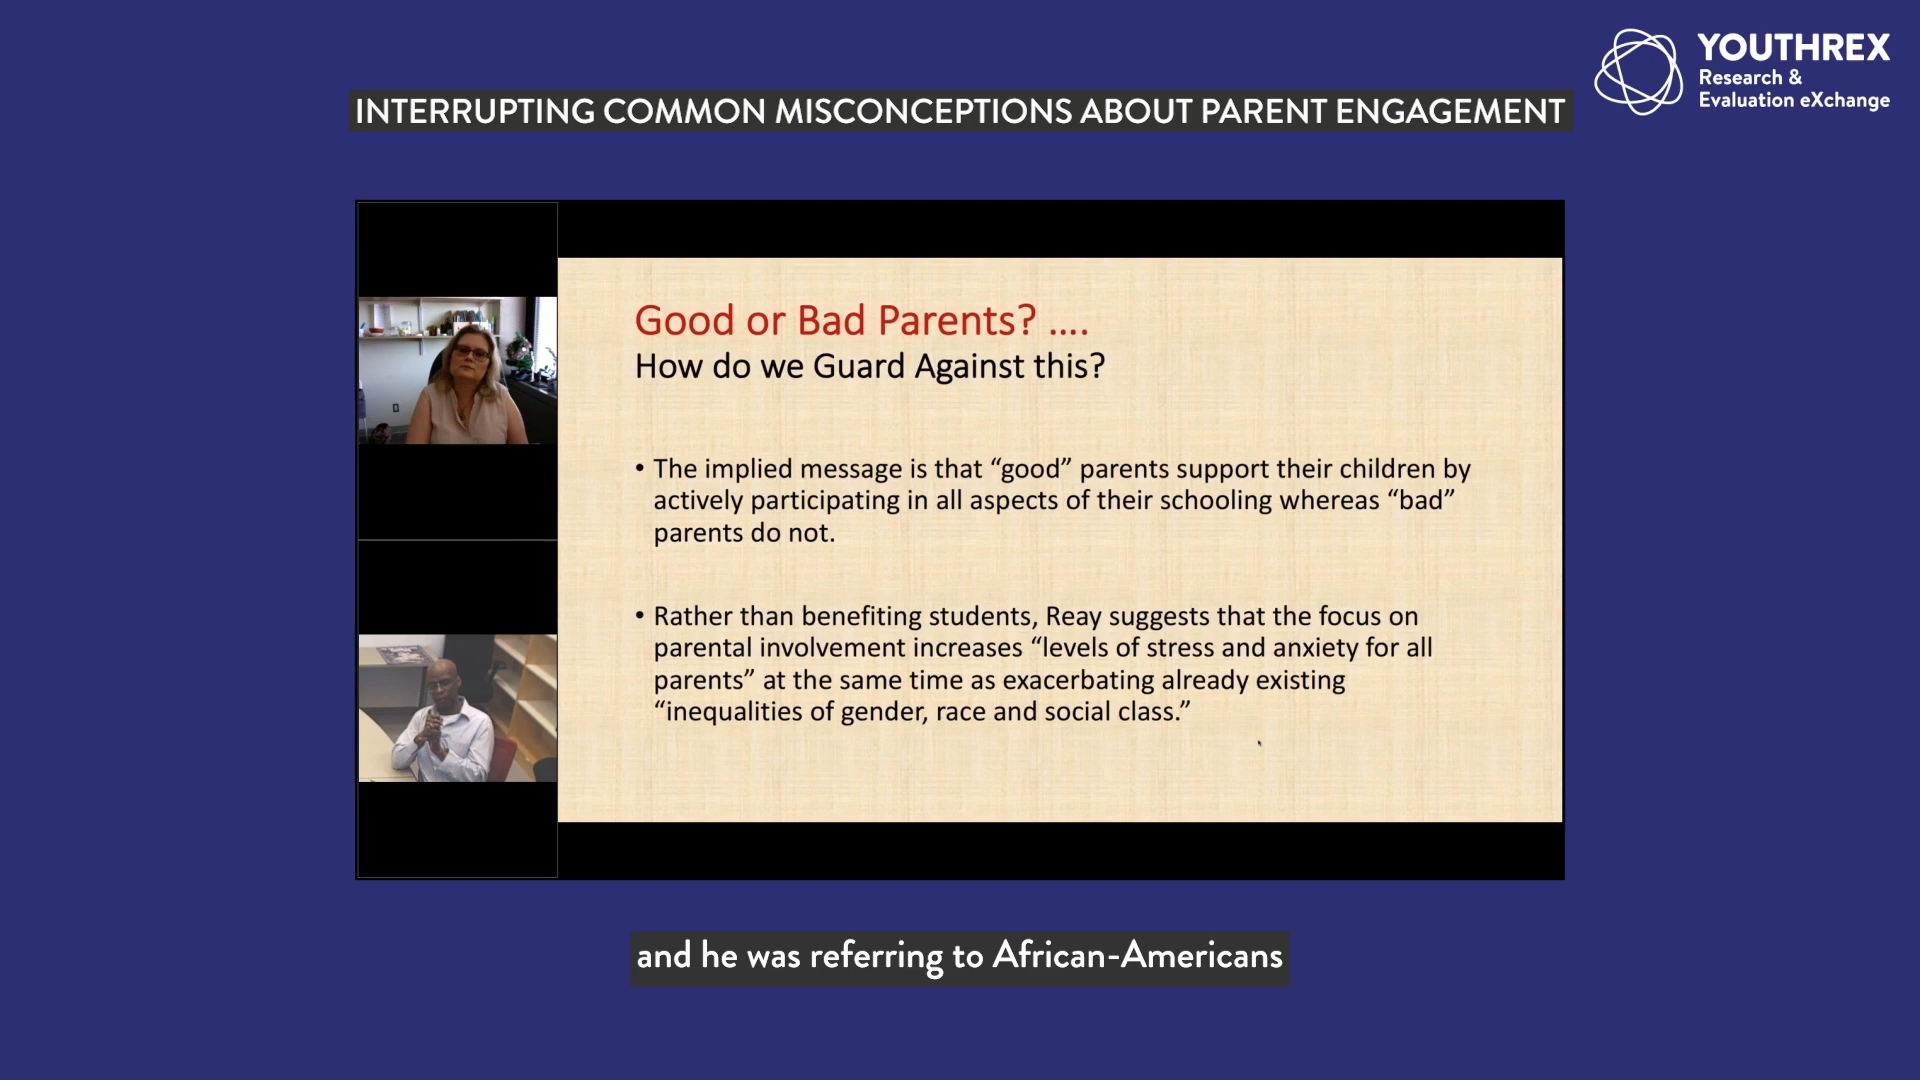 YOUTHREX
Research &
Evaluation eXchange
INTERRUPTING COMMON MISCONCEPTIONS ABOUT PARENT ENGAGEMENT
Good or Bad Parents? ....
How do we Guard Against this?
• The implied message is that “good” parents support their children by
actively participating in all aspects of their schooling whereas “bad”
parents do not.
• Rather than benefiting students, Reay suggests that the focus on
parental involvement increases “levels of stress and anxiety for all
parents” at the same time as exacerbating already existing
“inequalities of gender, race and social class.”
and he was referring to African-Americans